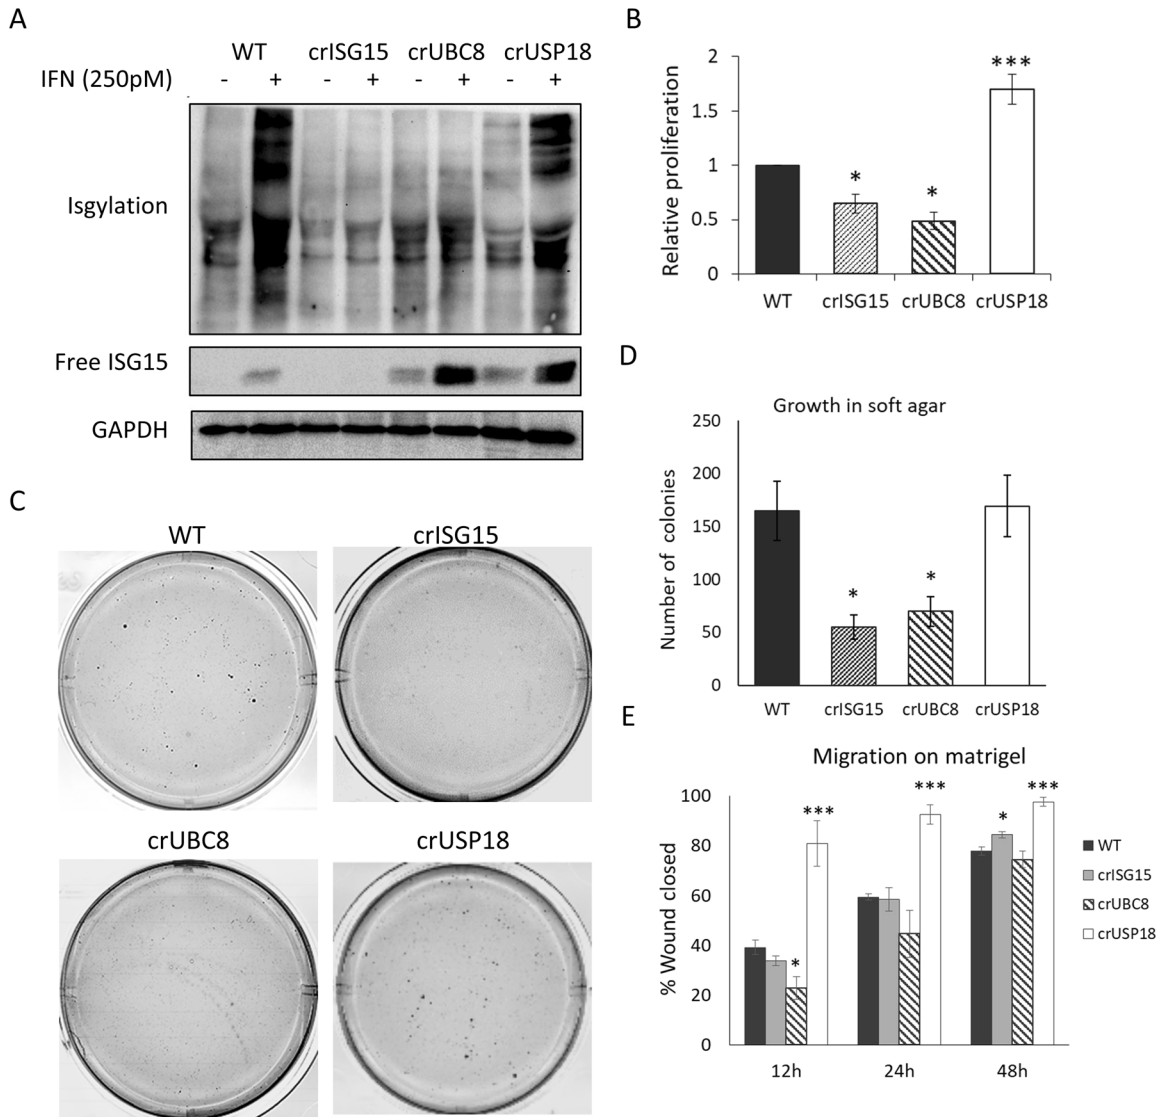 A
WT crISG15 crUBC8 crUSP18
IFN (250pM) - + - + - + - +
Isgylation
Free ISG15
GAPDH
B
Relative proliferation
2
1.5
1
0.5
0
***
*
*
WT crISG15 crUBC8 crUSP18
C
WT crISG15
crUBC8 crUSP18
D
Growth in soft agar
Number of colonies
250
200
150
100
50
0
*
*
WT crISG15 crUBC8 crUSP18
E
Migration on matrigel
% Wound closed
100
80
60
40
20
0
***
***
***
*
*
12h 24h 48h
WT
crISG15
crUBC8
crUSP18